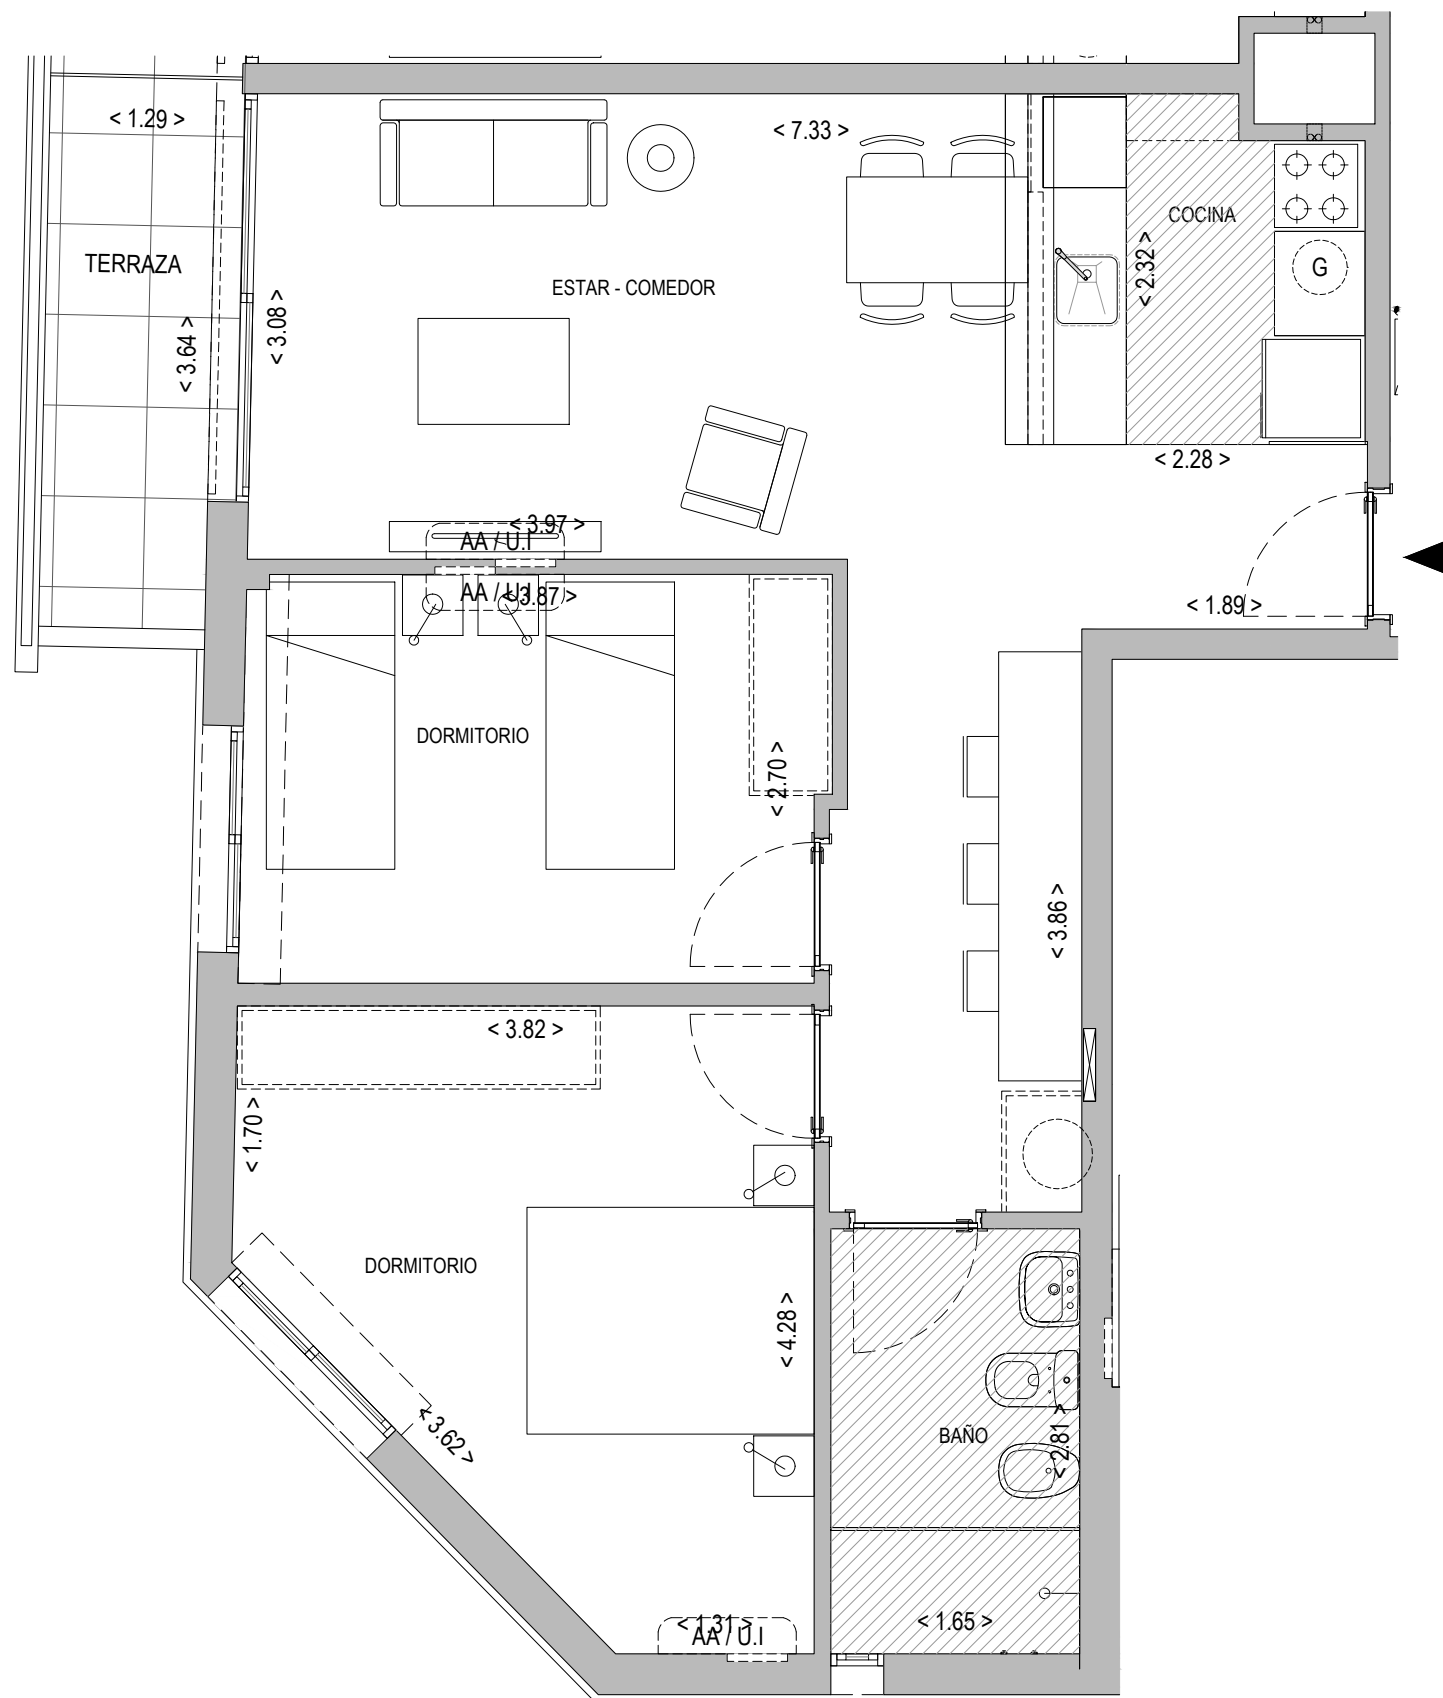 < 1.29 >
< 7.33 >
COCINA
TERRAZA
< 2.32 >
G
ESTAR - COMEDOR
< 3.08 >
< 3.64 >
< 2.28 >
< 3.97 >
AA / U.I
AA / U.I
< 3.87 >
< 1.89 >
DORMITORIO
< 2.70 >
< 3.86 >
< 3.82 >
< 1.70 >
DORMITORIO
< 4.28 >
< 3.62 >
BAÑO
< 2.81 >
< 1.31 >
AA / U.I
< 1.65 >